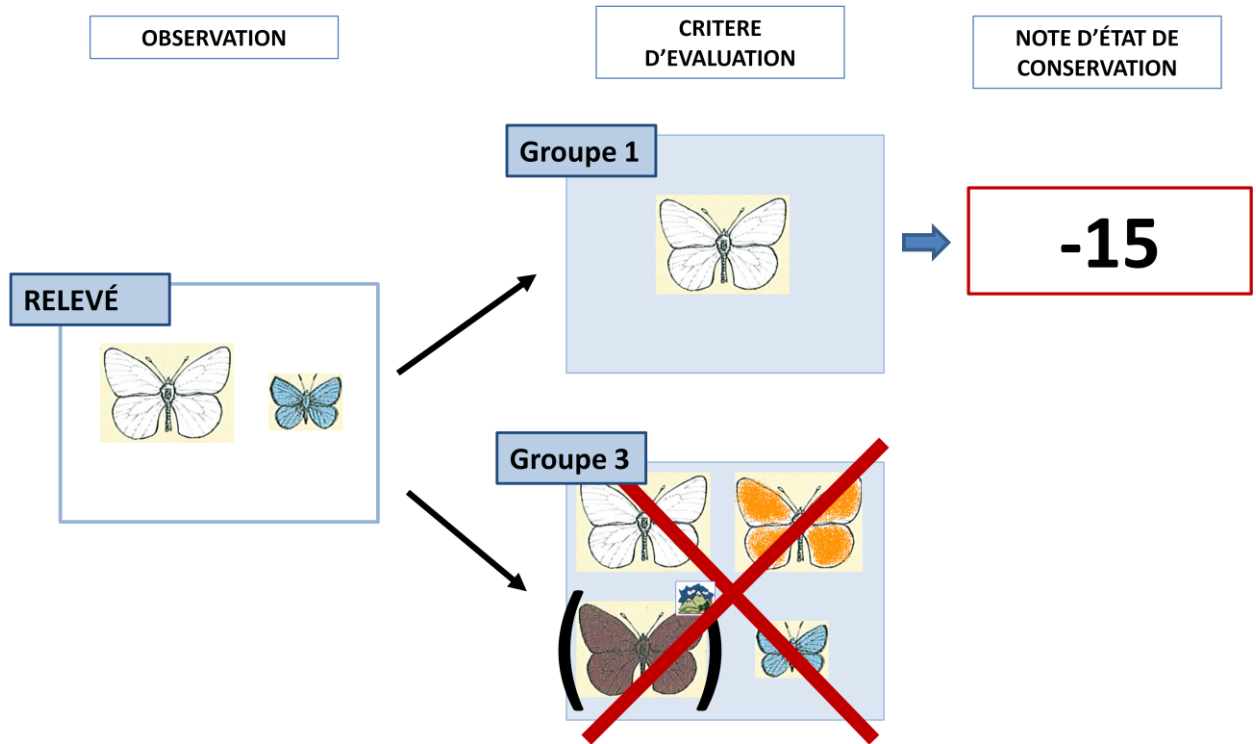 OBSERVATION
CRITERE
D’EVALUATION
NOTE D’ÉTAT DE
CONSERVATION
Groupe 1
-15
RELEVÉ
Groupe 3